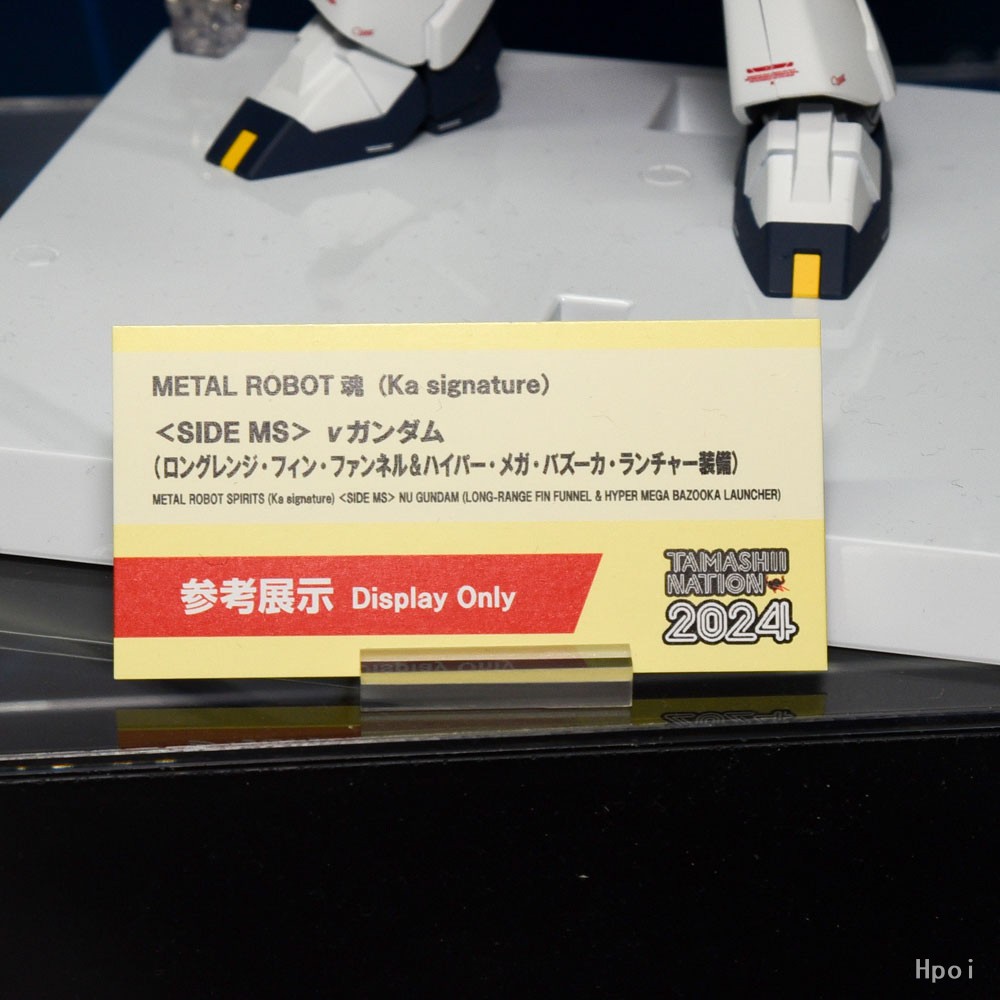 METAL ROBOT 魂 (Ka signature)
<SIDE MS> νガンダム
(ロングレンジ・フィン・ファンネル&ハイパー・メガ・バズーカ・ランチャー装備)
METAL ROBOT SPIRITS (Ka signature) <SIDE MS> NU GUNDAM (LONG-RANGE FIN FUNNEL & HYPER MEGA BAZOOKA LAUNCHER)
参考展示 Display Only
TAMASHII
NATION
2024
Hpoi